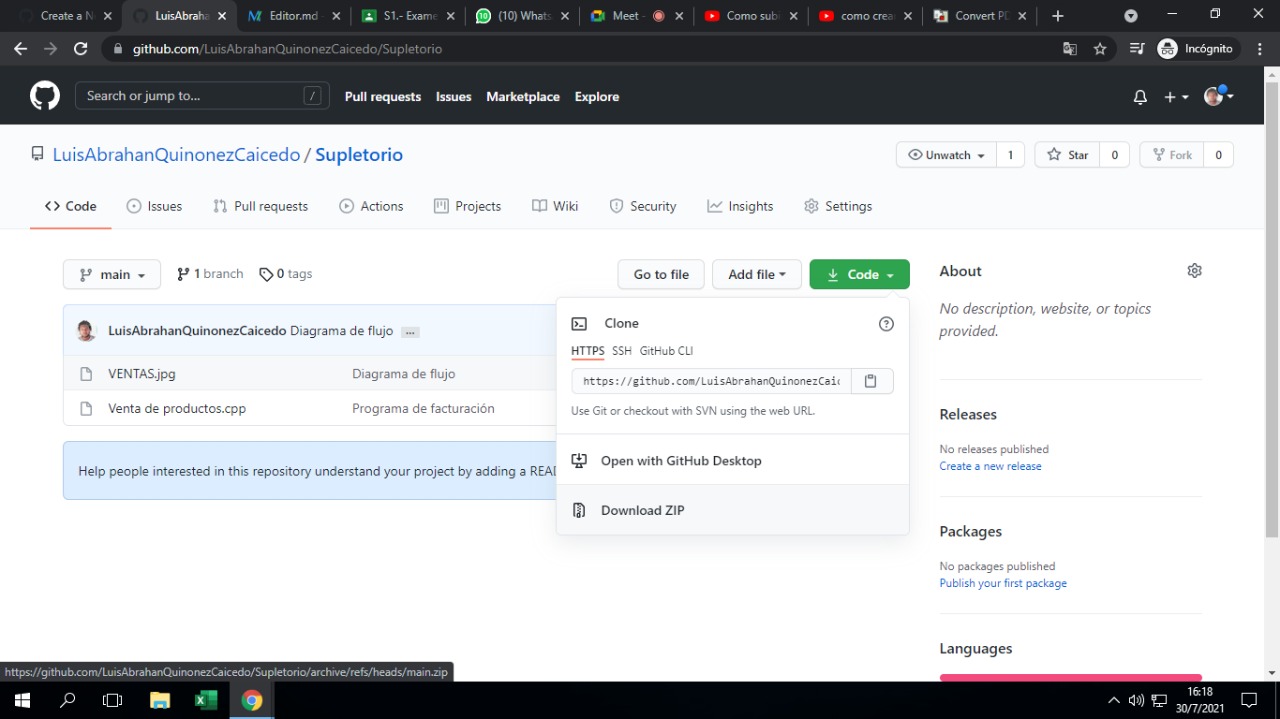 Create a N
LuisAbraha
Editor.md -
S1.- Exame
(10) Whats
Meet -
Como subi
como crea
Convert PD
github.com/LuisAbrahanQuinonezCaicedo/Supletorio
Incógnito
Search or jump to...
/
Pull requests
Issues
Marketplace
Explore
LuisAbrahanQuinonezCaicedo / Supletorio
Unwatch 1
Star 0
Fork 0
Code
Issues
Pull requests
Actions
Projects
Wiki
Security
Insights
Settings
main
1 branch
0 tags
Go to file
Add file
Code
LuisAbrahanQuinonezCaicedo Diagrama de flujo ...
VENTAS.jpg Diagrama de flujo
Venta de productos.cpp Programa de facturación
Help people interested in this repository understand your project by adding a REA
Clone
HTTPS SSH GitHub CLI
https://github.com/LuisAbrahanQuinonezCaic
Use Git or checkout with SVN using the web URL.
Open with GitHub Desktop
Download ZIP
About
No description, website, or topics
provided.
Releases
No releases published
Create a new release
Packages
No packages published
Publish your first package
Languages
https://github.com/LuisAbrahanQuinonezCaicedo/Supletorio/archive/refs/heads/main.zip
16:18
30/7/2021